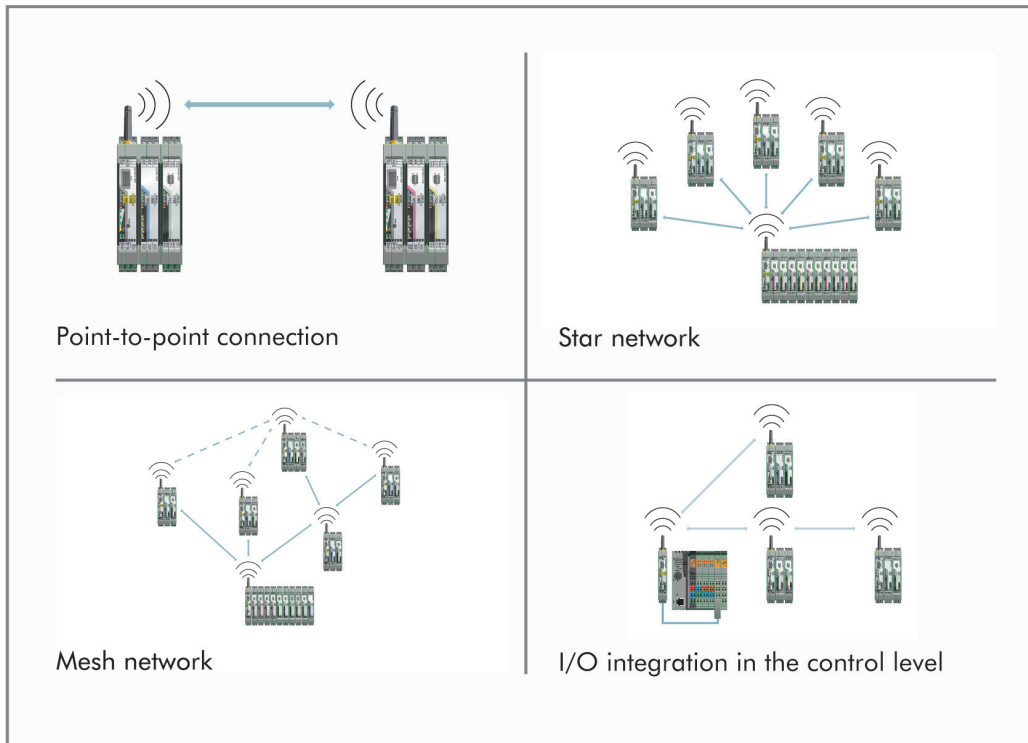 Point-to-point connection
Star network
Mesh network
I/O integration in the control level